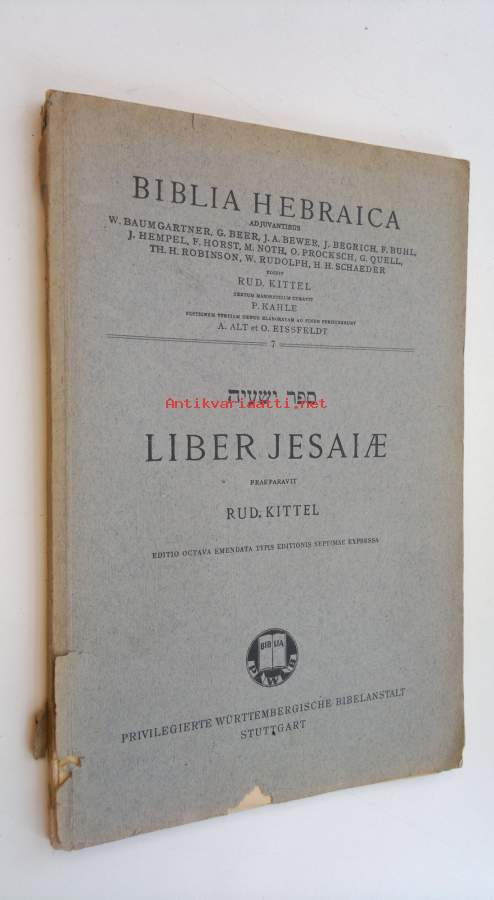 BIBLIA HEBRAICA
ADJUVANTIBUS
W. BAUMGARTNER, G. BEER, J. A. BEWER, J. BEGRICH, F. BUHL,
J. HEMPEL, F. HORST, M. NOTH, O. PROCKSCH, G. QUELL,
TH. H. ROBINSON, W. RUDOLPH, H. H. SCHAEDER
EDIDIT
RUD. KITTEL
TEXTUM MASORETICUM CURAVIT
P. KAHLE
EDITIONEM TERTIAM DENUO ELABORATAM AD FINEM PERDUXERUNT
A. ALT et O. EISSFELDT
7
ספר ישעיה
Antikvariaatti.net
LIBER JESAIÆ
PRAEPARAVIT
RUD. KITTEL
EDITIO OCTAVA EMENDATA TYPIS EDITIONIS SEPTIMAE EXPRESSA
BIBLIA
P W B
PRIVILEGIERTE WÜRTTEMBERGISCHE BIBELANSTALT
STUTTGART